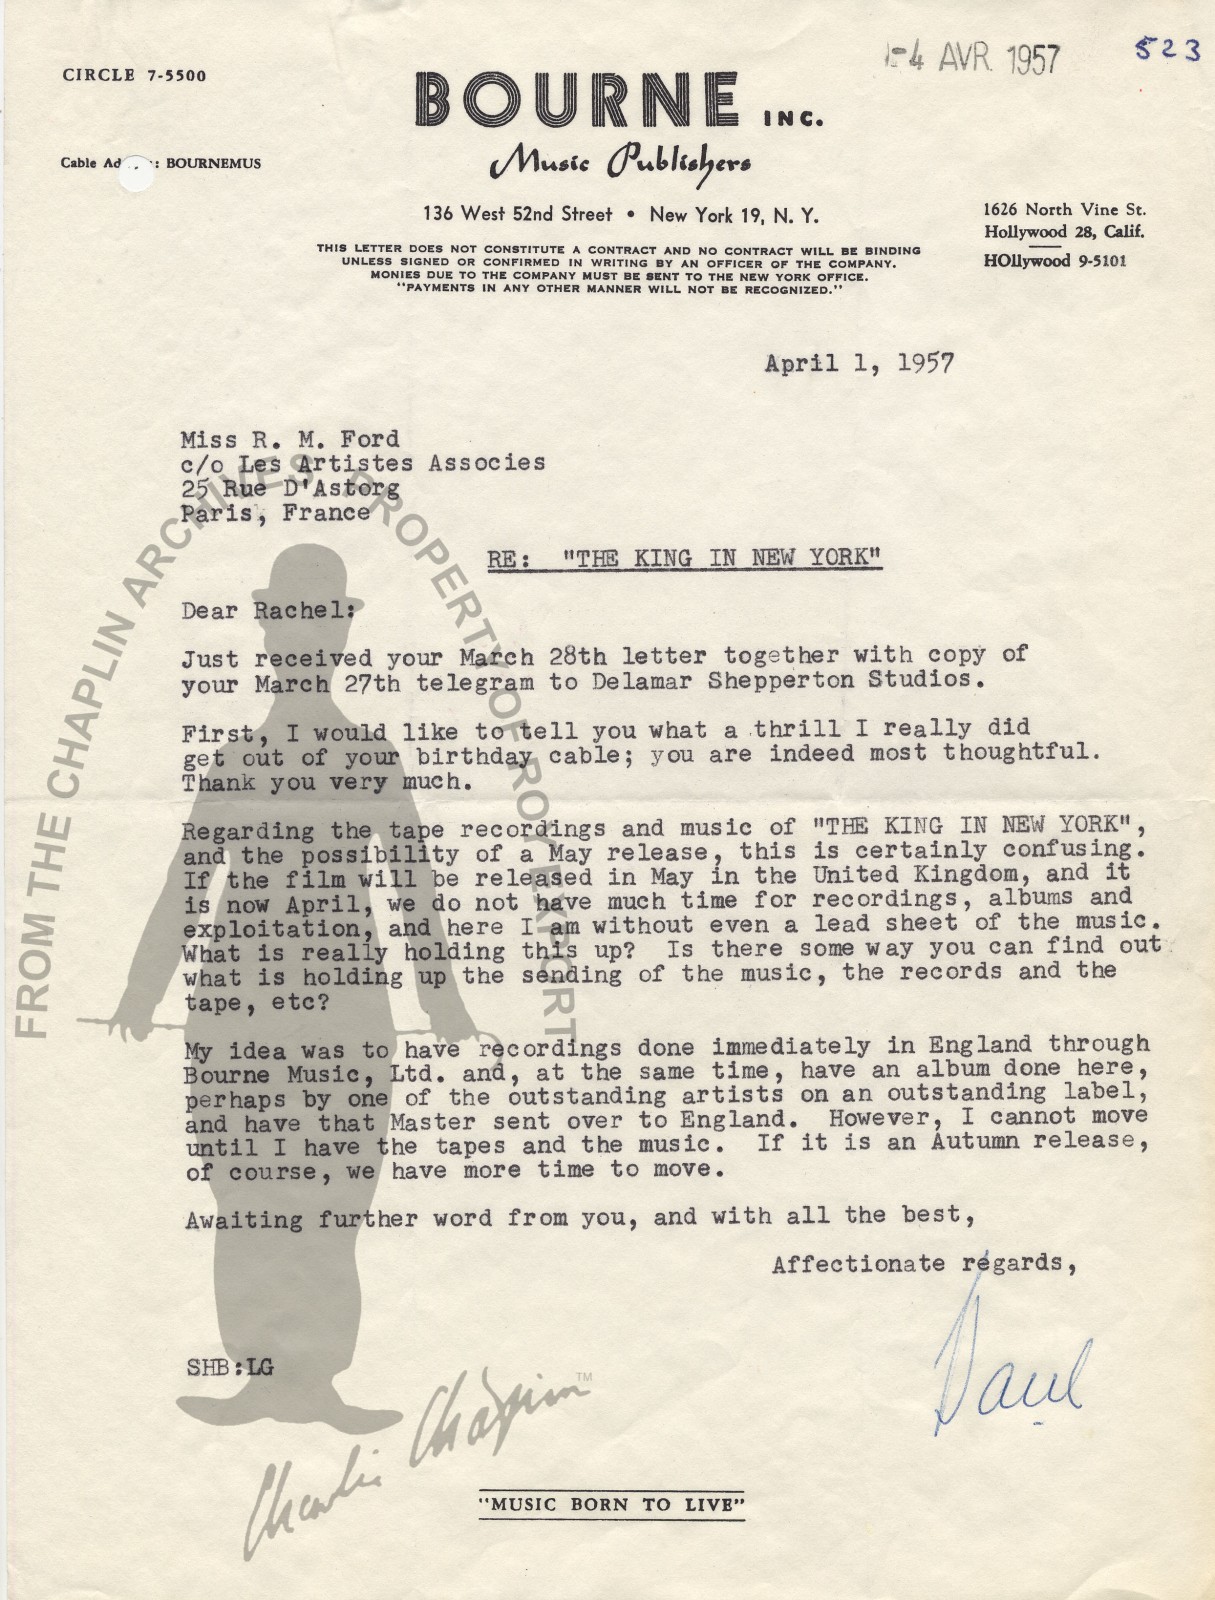 -4 AVR. 1957
523
CIRCLE 7-5500
BOURNE INC.
Cable Ad : BOURNEMUS
Music Publishers
136 West 52nd Street • New York 19, N. Y.
1626 North Vine St.
Hollywood 28, Calif.
HOllywood 9-5101
THIS LETTER DOES NOT CONSTITUTE A CONTRACT AND NO CONTRACT WILL BE BINDING
UNLESS SIGNED OR CONFIRMED IN WRITING BY AN OFFICER OF THE COMPANY.
MONIES DUE TO THE COMPANY MUST BE SENT TO THE NEW YORK OFFICE.
"PAYMENTS IN ANY OTHER MANNER WILL NOT BE RECOGNIZED."
April 1, 1957
Miss R. M. Ford
c/o Les Artistes Associes
25 Rue D'Astorg
Paris, France
RE: "THE KING IN NEW YORK"
Dear Rachel:
Just received your March 28th letter together with copy of
your March 27th telegram to Delamar Shepperton Studios.
First, I would like to tell you what a thrill I really did
get out of your birthday cable; you are indeed most thoughtful.
Thank you very much.
Regarding the tape recordings and music of "THE KING IN NEW YORK",
and the possibility of a May release, this is certainly confusing.
If the film will be released in May in the United Kingdom, and it
is now April, we do not have much time for recordings, albums and
exploitation, and here I am without even a lead sheet of the music.
What is really holding this up? Is there some way you can find out
what is holding up the sending of the music, the records and the
tape, etc?
My idea was to have recordings done immediately in England through
Bourne Music, Ltd. and, at the same time, have an album done here,
perhaps by one of the outstanding artists on an outstanding label,
and have that Master sent over to England. However, I cannot move
until I have the tapes and the music. If it is an Autumn release,
of course, we have more time to move.
Awaiting further word from you, and with all the best,
Affectionate regards,
SHB:LG
"MUSIC BORN TO LIVE"
FROM THE CHAPLIN ARCHIVES PROPERTY OF ROY EXPORT
Charlie Chaplin™